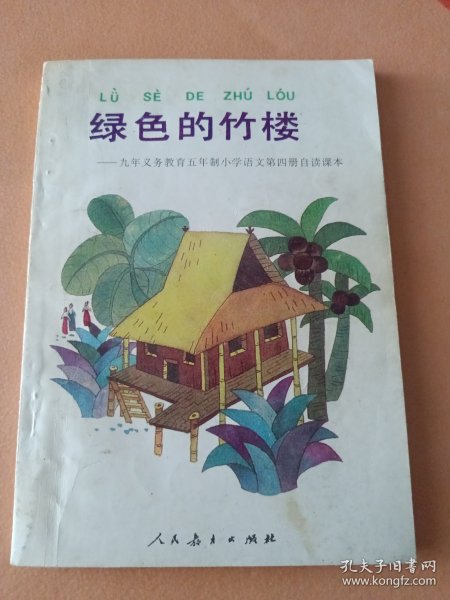 LǛ SÈ DE ZHÚ LÓU
绿色的竹楼
——九年义务教育五年制小学语文第四册自读课本
人民教育出版社
孔夫子旧书网
www.kongfz.com